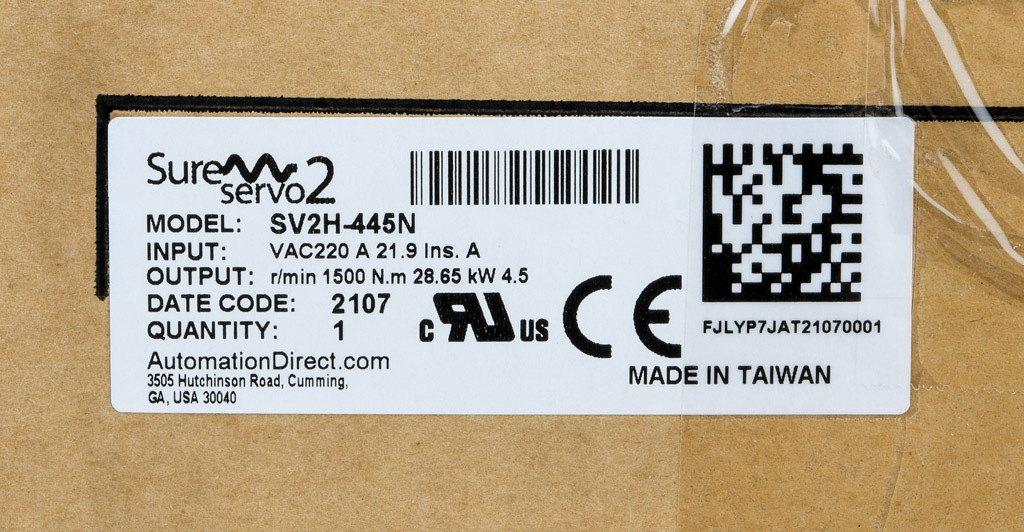 Sure servo2
MODEL: SV2H-445N
INPUT: VAC220 A 21.9 Ins. A
OUTPUT: r/min 1500 N.m 28.65 kW 4.5
DATE CODE: 2107
QUANTITY: 1
c RU US CE
FJLYP7JAT21070001
MADE IN TAIWAN
AutomationDirect.com
3505 Hutchinson Road, Cumming,
GA, USA 30040